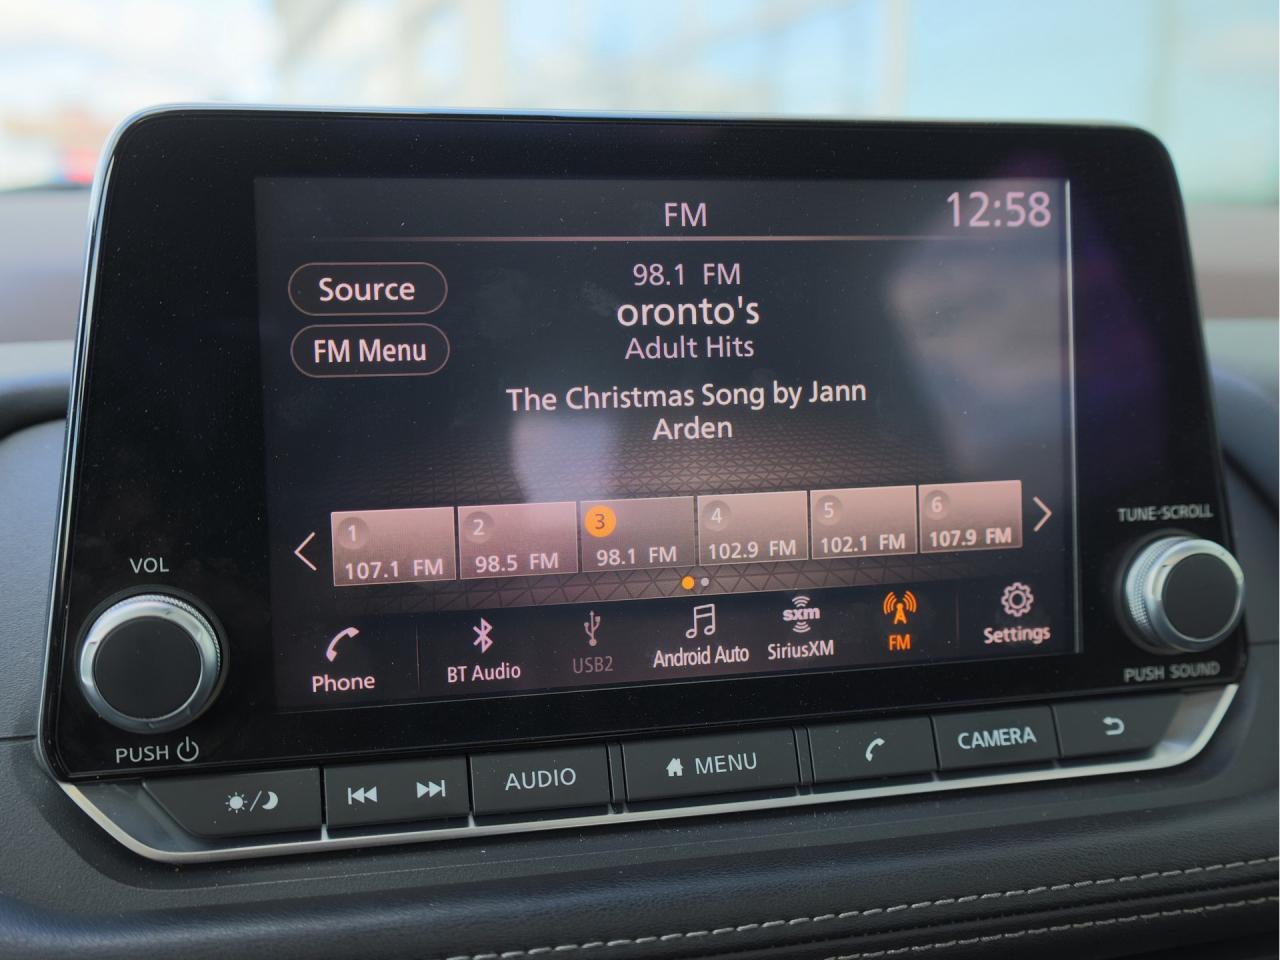 FM
12:58
Source
FM Menu
98.1 FM
oronto's
Adult Hits
The Christmas Song by Jann
Arden
1
107.1 FM
2
98.5 FM
3
98.1 FM
4
102.9 FM
5
102.1 FM
6
107.9 FM
Phone
BT Audio
USB2
Android Auto
sxm
SiriusXM
FM
Settings
VOL
PUSH
TUNE·SCROLL
PUSH SOUND
AUDIO
MENU
CAMERA